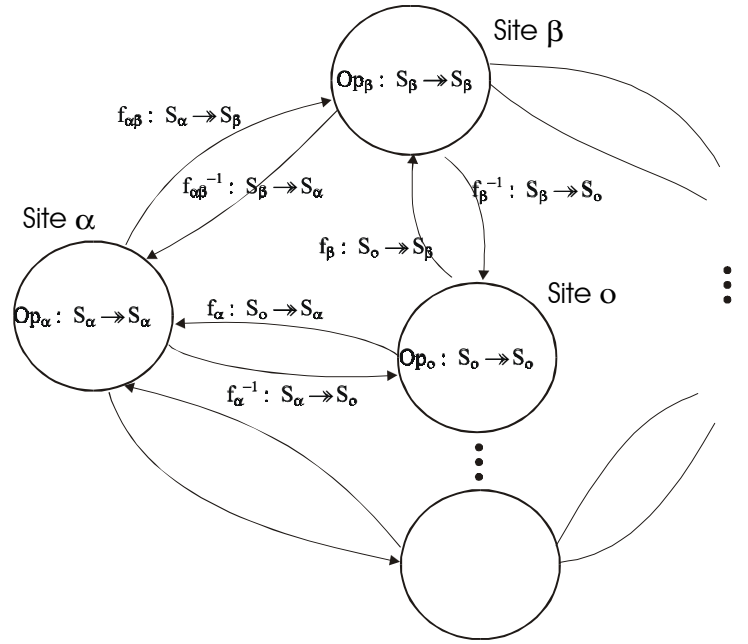 Site β
Opβ : Sβ ↠ Sβ
fαβ : Sα ↠ Sβ
fαβ⁻¹ : Sβ ↠ Sα
fβ⁻¹ : Sβ ↠ So
Site α
fβ : So ↠ Sβ
Site o
Opα : Sα ↠ Sα
fα : So ↠ Sα
Opo : So ↠ So
fα⁻¹ : Sα ↠ So